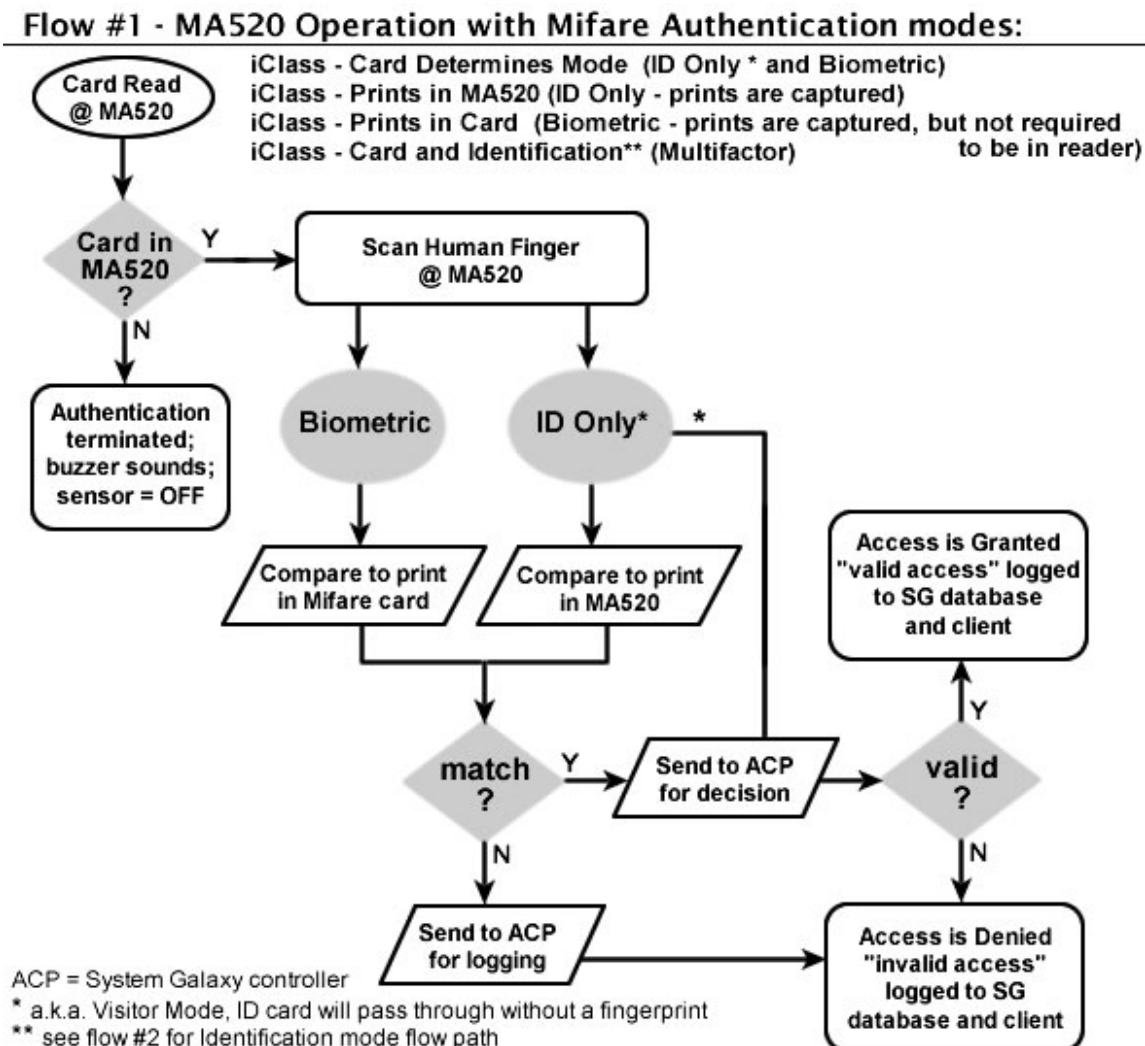 Flow #1 - MA520 Operation with Mifare Authentication modes:
iClass - Card Determines Mode (ID Only * and Biometric)
iClass - Prints in MA520 (ID Only - prints are captured)
iClass - Prints in Card (Biometric - prints are captured, but not required
to be in reader)
iClass - Card and Identification** (Multifactor)
Card Read
@ MA520
Card in
MA520
?
Y
N
Scan Human Finger
@ MA520
Authentication
terminated;
buzzer sounds;
sensor = OFF
Biometric
ID Only*
*
Compare to print
in Mifare card
Compare to print
in MA520
Access is Granted
"valid access" logged
to SG database
and client
match
?
Y
N
Send to ACP
for decision
valid
?
Y
N
Send to ACP
for logging
Access is Denied
"invalid access"
logged to SG
database and client
ACP = System Galaxy controller
* a.k.a. Visitor Mode, ID card will pass through without a fingerprint
** see flow #2 for Identification mode flow path